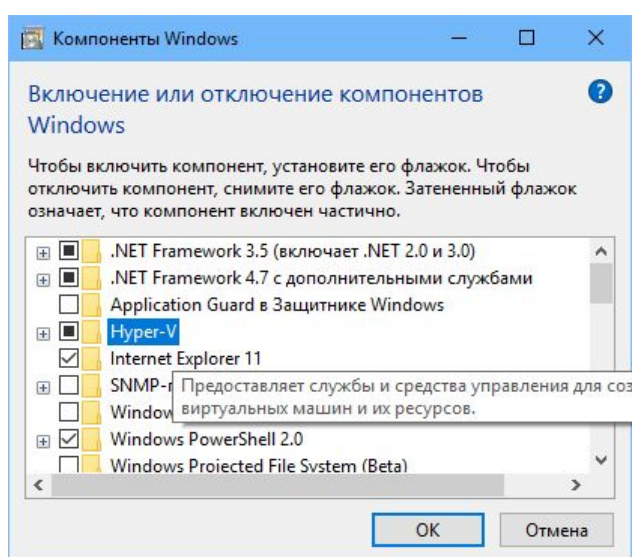 Компоненты Windows
Включение или отключение компонентов
Windows
Чтобы включить компонент, установите его флажок. Чтобы
отключить компонент, снимите его флажок. Затененный флажок
означает, что компонент включен частично.
.NET Framework 3.5 (включает .NET 2.0 и 3.0)
.NET Framework 4.7 с дополнительными службами
Application Guard в Защитнике Windows
Hyper-V
Internet Explorer 11
SNMP-
Предоставляет службы и средства управления для соз
виртуальных машин и их ресурсов.
Window
Windows PowerShell 2.0
Windows Projected File System (Beta)
ОК
Отмена